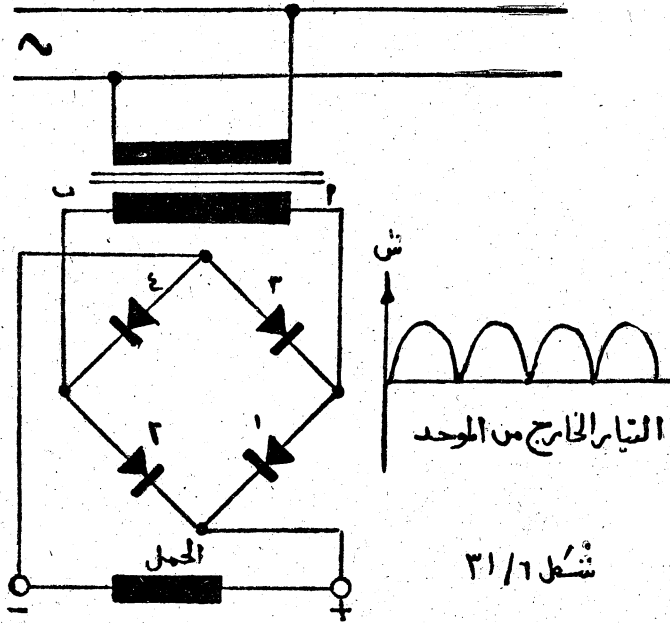 ~
ب
م
ش
٤
٣
٢
١
التيار الخارج من الموحد
الحمل
- +
شكل ٣١/٦